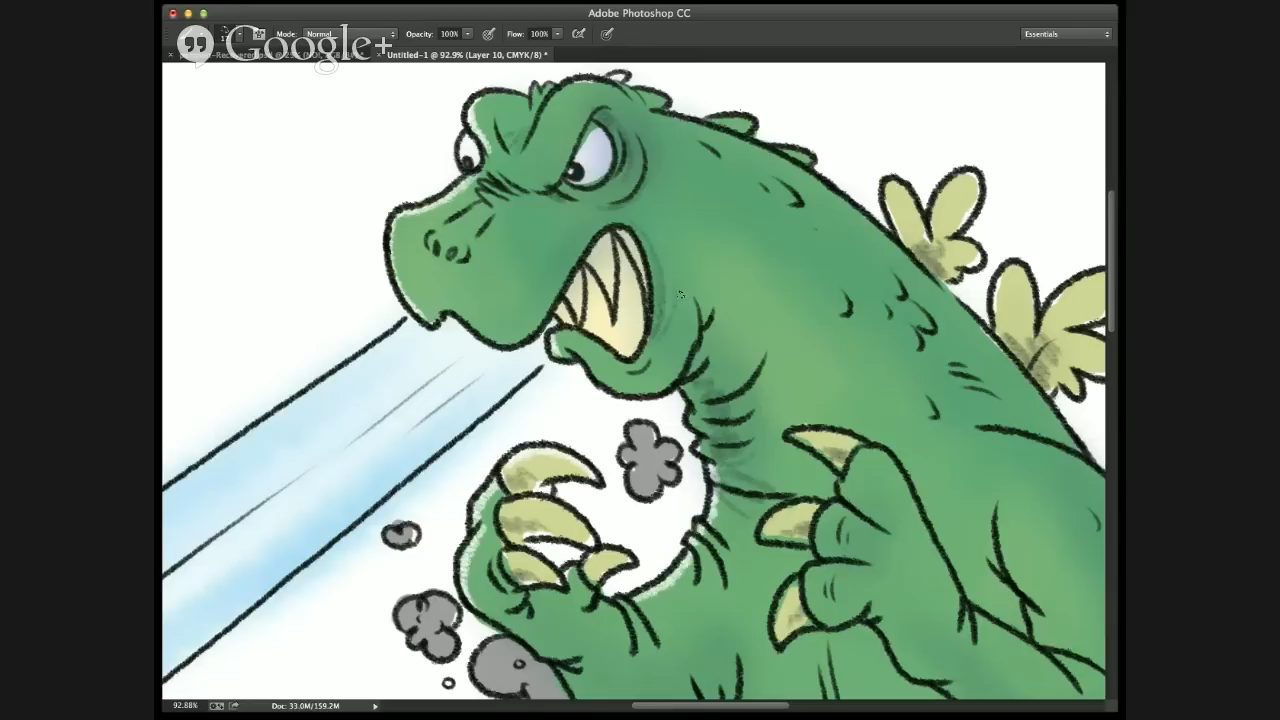 Adobe Photoshop CC
Google+
Mode: Normal Opacity: 100% Flow: 100% Essentials
Untitled-1 @ 92.9% (Layer 10, CMYK/8) *
92.88% Doc: 33.0M/159.2M